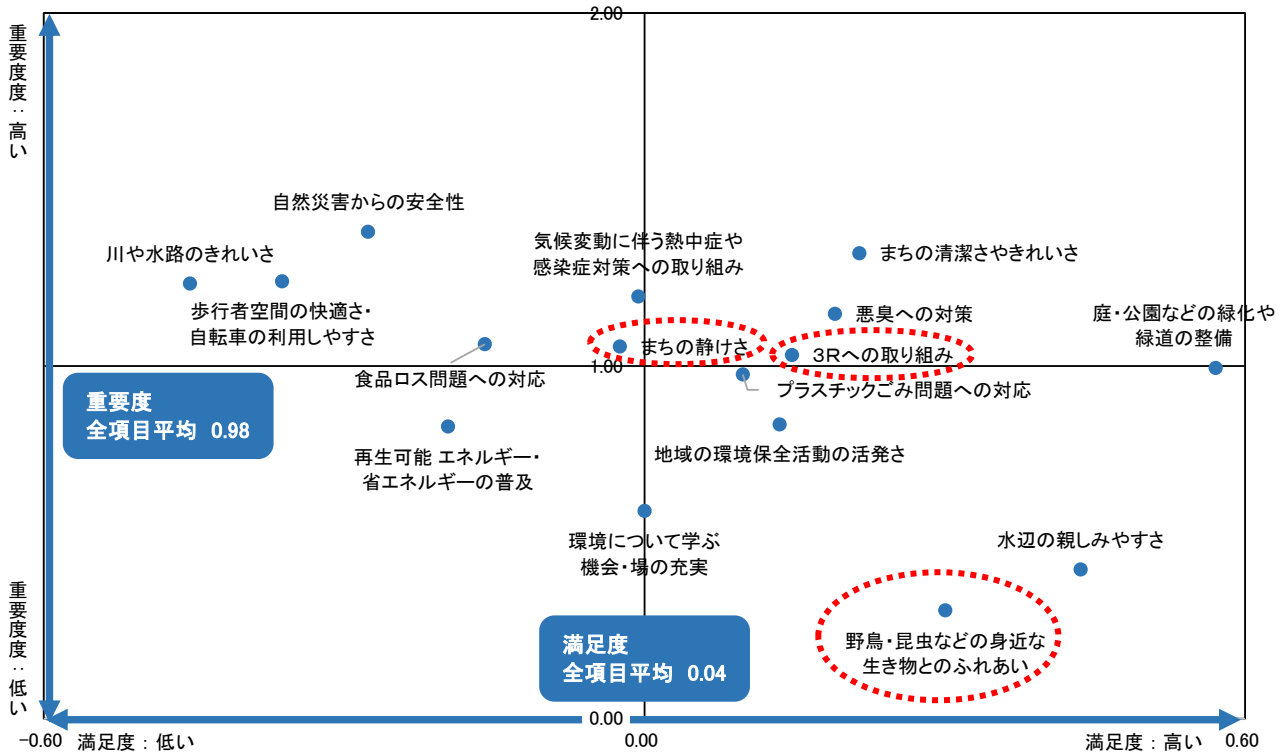 2.00
重要度度：高い
自然災害からの安全性
川や水路のきれいさ
気候変動に伴う熱中症や
感染症対策への取り組み
まちの清潔さやきれいさ
歩行者空間の快適さ・
自転車の利用しやすさ
悪臭への対策
庭・公園などの緑化や
緑道の整備
まちの静けさ
3Rへの取り組み
食品ロス問題への対応
1.00
プラスチックごみ問題への対応
重要度
全項目平均 0.98
再生可能 エネルギー・
省エネルギーの普及
地域の環境保全活動の活発さ
環境について学ぶ
機会・場の充実
水辺の親しみやすさ
重要度度：低い
満足度
全項目平均 0.04
野鳥・昆虫などの身近な
生き物とのふれあい
0.00
-0.60
満足度：低い
0.00
満足度：高い
0.60